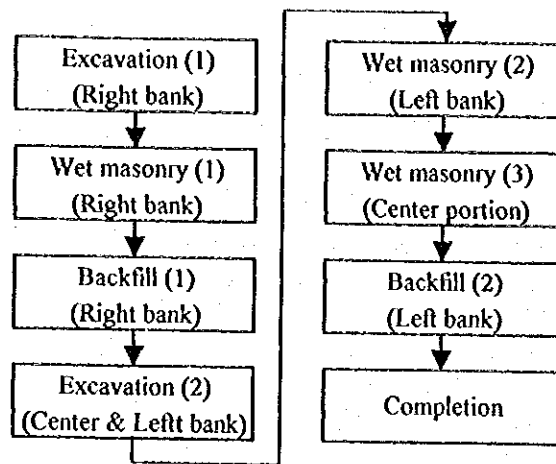 Excavation (1)
(Right bank)
Wet masonry (1)
(Right bank)
Backfill (1)
(Right bank)
Excavation (2)
(Center & Leftt bank)
Wet masonry (2)
(Left bank)
Wet masonry (3)
(Center portion)
Backfill (2)
(Left bank)
Completion